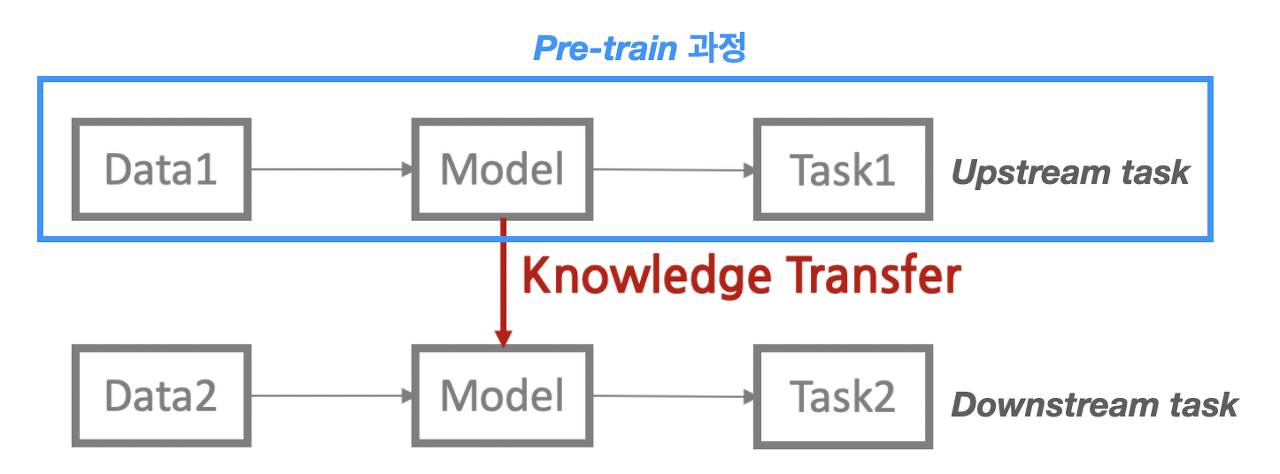 Pre-train 과정
Data1
Model
Task1
Upstream task
Knowledge Transfer
Data2
Model
Task2
Downstream task